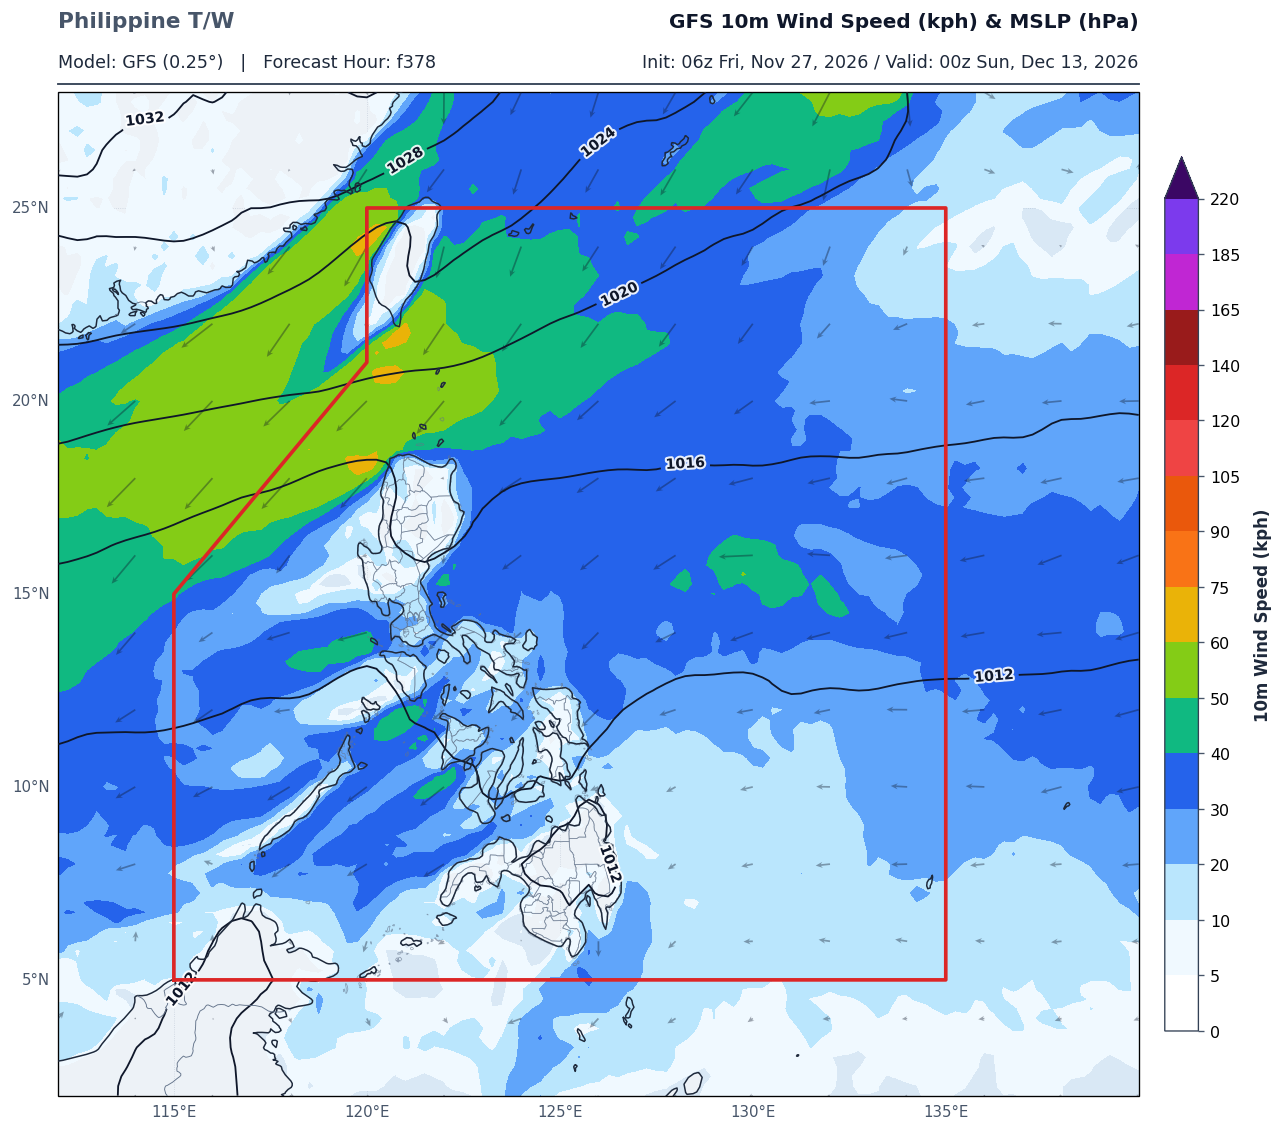 Philippine T/W
GFS 10m Wind Speed (kph) & MSLP (hPa)
Model: GFS (0.25°)   |   Forecast Hour: f378
Init: 06z Fri, Nov 27, 2026 / Valid: 00z Sun, Dec 13, 2026
1032
1028
1024
1020
1016
1012
1012
1012
25°N
20°N
15°N
10°N
5°N
115°E
120°E
125°E
130°E
135°E
220
185
165
140
120
105
90
75
60
50
40
30
20
10
5
0
10m Wind Speed (kph)